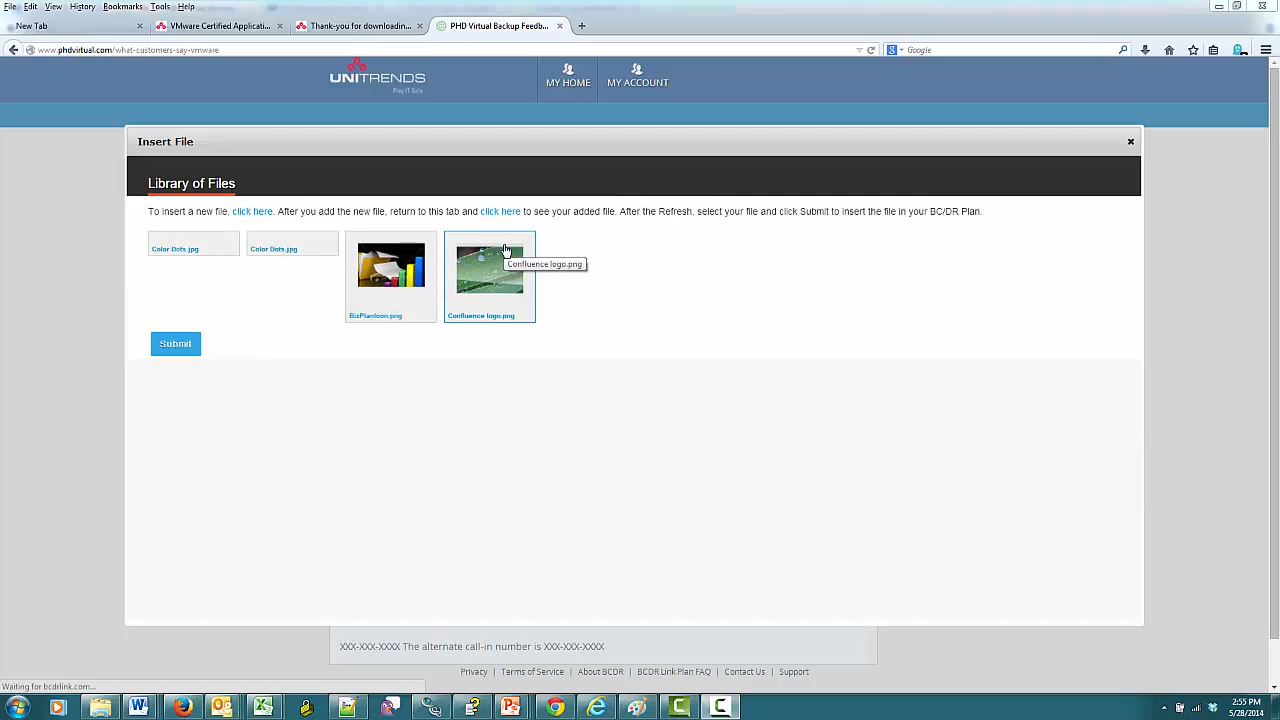 File Edit View History Bookmarks Tools Help
New Tab × VMware Certified Applicati... × Thank-you for downloadin... × PHD Virtual Backup Feedb... × +
www.phdvirtual.com/what-customers-say-vmware Google
UNITRENDS
Play IT Safe
MY HOME MY ACCOUNT
Insert File
Library of Files
To insert a new file, click here. After you add the new file, return to this tab and click here to see your added file. After the Refresh, select your file and click Submit to insert the file in your BC/DR Plan.
Color Dots.jpg Color Dots.jpg
Confluence logo.png
BizPlanIcon.png Confluence logo.png
Submit
XXX-XXX-XXXX The alternate call-in number is XXX-XXX-XXXX
Privacy | Terms of Service | About BCDR | BCDR Link Plan FAQ | Contact Us | Support
Waiting for bcdrlink.com...
2:55 PM
5/28/2014